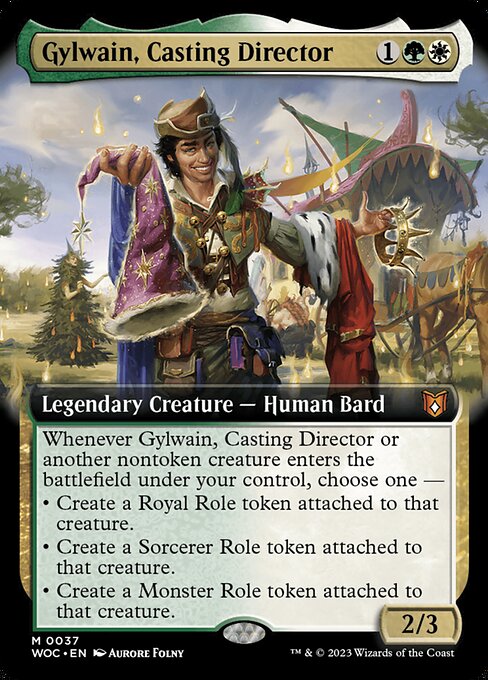 Gylwain, Casting Director 1
Legendary Creature — Human Bard
Whenever Gylwain, Casting Director or
another nontoken creature enters the
battlefield under your control, choose one —
• Create a Royal Role token attached to that
creature.
• Create a Sorcerer Role token attached to
that creature.
• Create a Monster Role token attached to
that creature.
2/3
M 0037
WOC • EN Aurore Folny
™ & © 2023 Wizards of the Coast